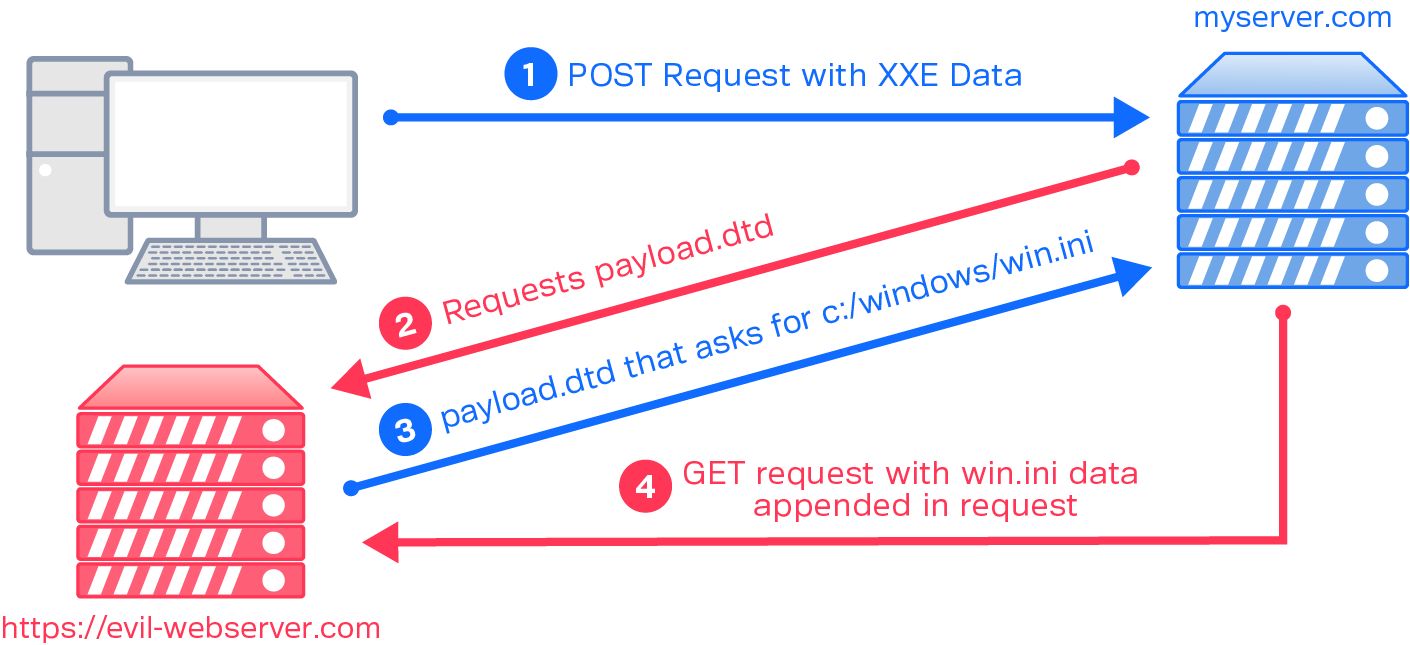 myserver.com
1 POST Request with XXE Data
2 Requests payload.dtd
3 payload.dtd that asks for c:/windows/win.ini
4 GET request with win.ini data
appended in request
https://evil-webserver.com